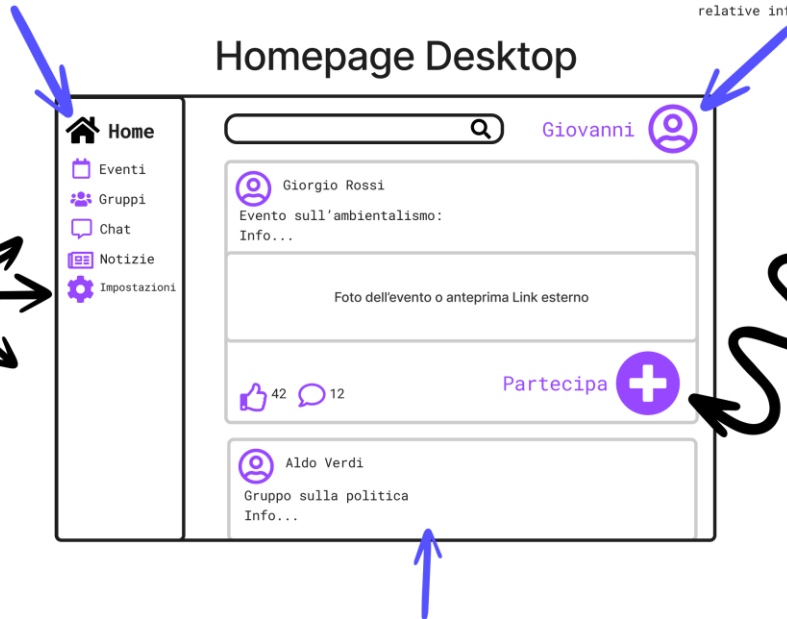 relative
Homepage Desktop
Home
Eventi
Gruppi
Chat
Notizie
Impostazioni
Giovanni
Giorgio Rossi
Evento sull'ambientalismo:
Info...
Foto dell'evento o anteprima Link esterno
42
12
Partecipa
Aldo Verdi
Gruppo sulla politica
Info...